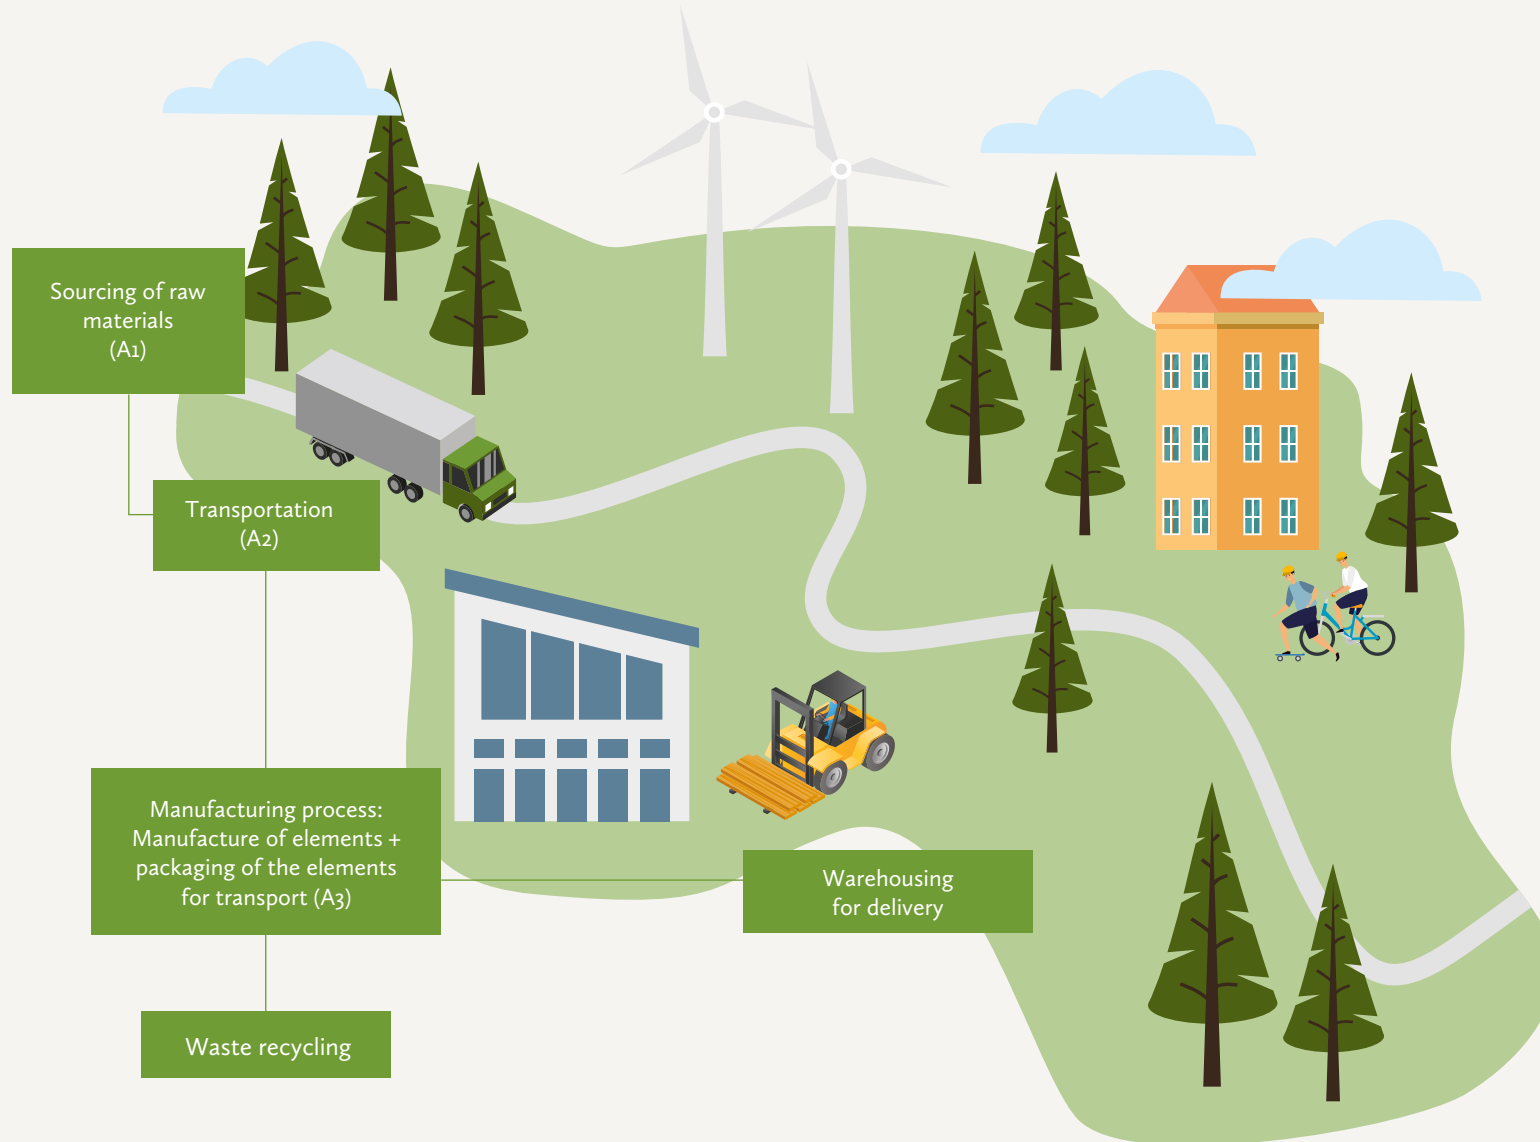 Sourcing of raw
materials
(A1)
Transportation
(A2)
Manufacturing process:
Manufacture of elements +
packaging of the elements
for transport (A3)
Warehousing
for delivery
Waste recycling